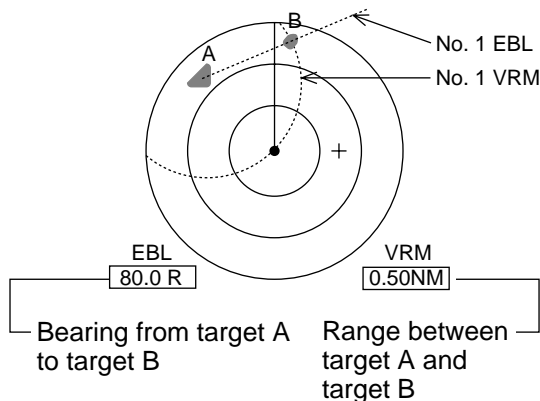 A
B
No. 1 EBL
No. 1 VRM
EBL
80.0 R
VRM
0.50NM
Bearing from target A
to target B
Range between
target A and
target B